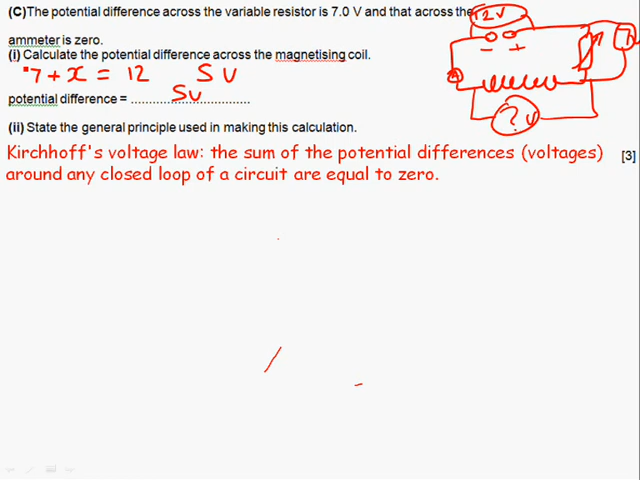 (C)The potential difference across the variable resistor is 7.0 V and that across the
12V
ammeter is zero.
(i) Calculate the potential difference across the magnetising coil.
7 + x = 12 5 V
potential difference = .................................
5V
(ii) State the general principle used in making this calculation.
Kirchhoff's voltage law: the sum of the potential differences (voltages)
around any closed loop of a circuit are equal to zero.
[3]
− +
A
? V